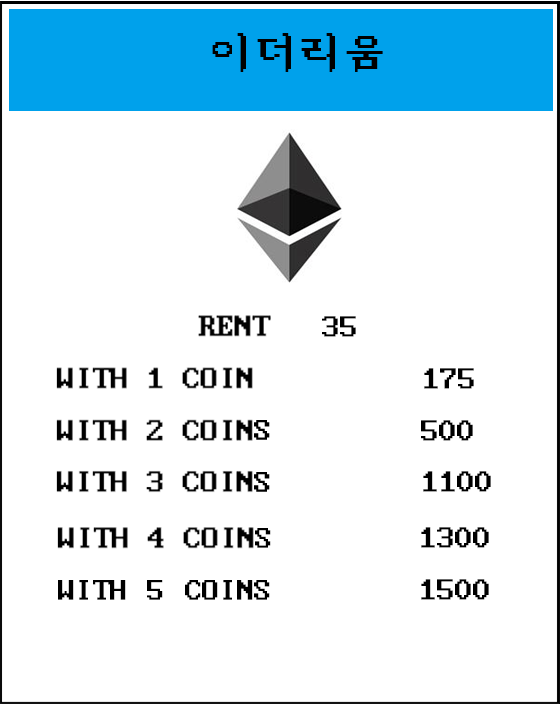 이더리움
RENT 35
WITH 1 COIN 175
WITH 2 COINS 500
WITH 3 COINS 1100
WITH 4 COINS 1300
WITH 5 COINS 1500